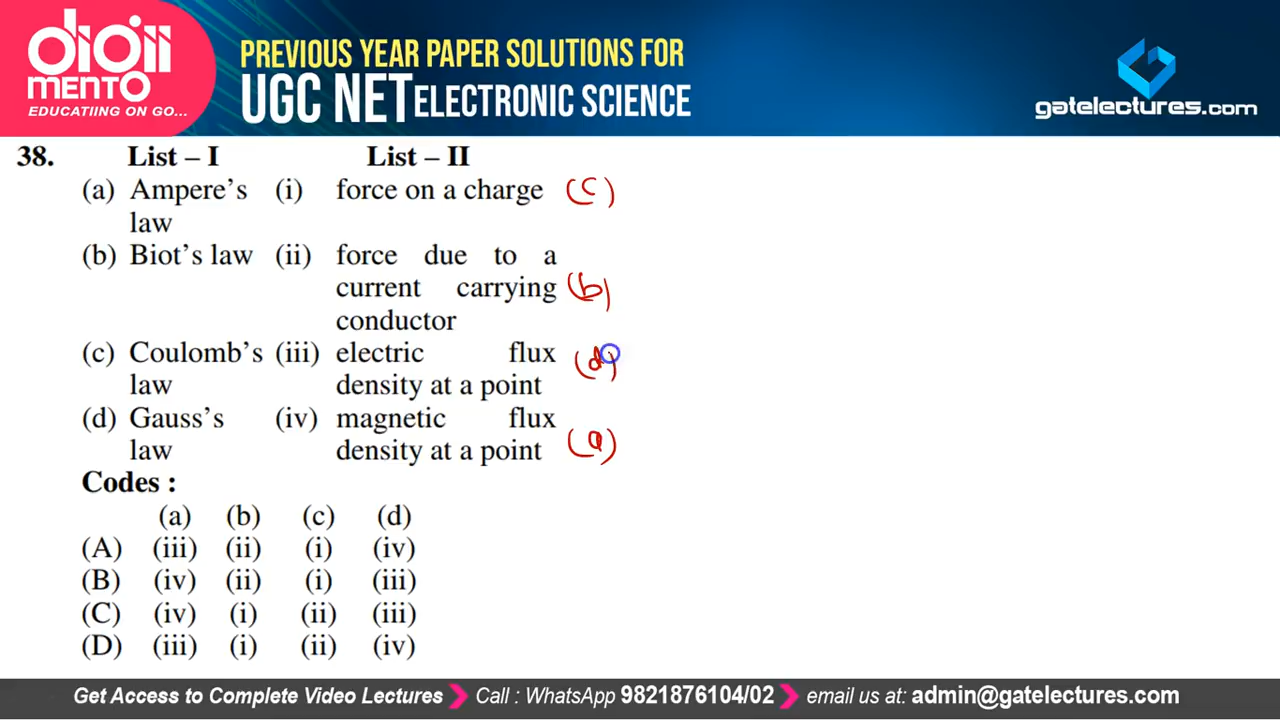 dıgıı
MENTO
EDUCATIING ON GO...
PREVIOUS YEAR PAPER SOLUTIONS FOR
UGC NET ELECTRONIC SCIENCE
gatelectures.com
38. List – I List – II
(a) Ampere's (i) force on a charge (c)
law
(b) Biot's law (ii) force due to a
current carrying (b)
conductor
(c) Coulomb's (iii) electric flux (d)
law density at a point
(d) Gauss's (iv) magnetic flux (a)
law density at a point
Codes :
(a) (b) (c) (d)
(A) (iii) (ii) (i) (iv)
(B) (iv) (ii) (i) (iii)
(C) (iv) (i) (ii) (iii)
(D) (iii) (i) (ii) (iv)
Get Access to Complete Video Lectures Call : WhatsApp 9821876104/02 email us at: admin@gatelectures.com